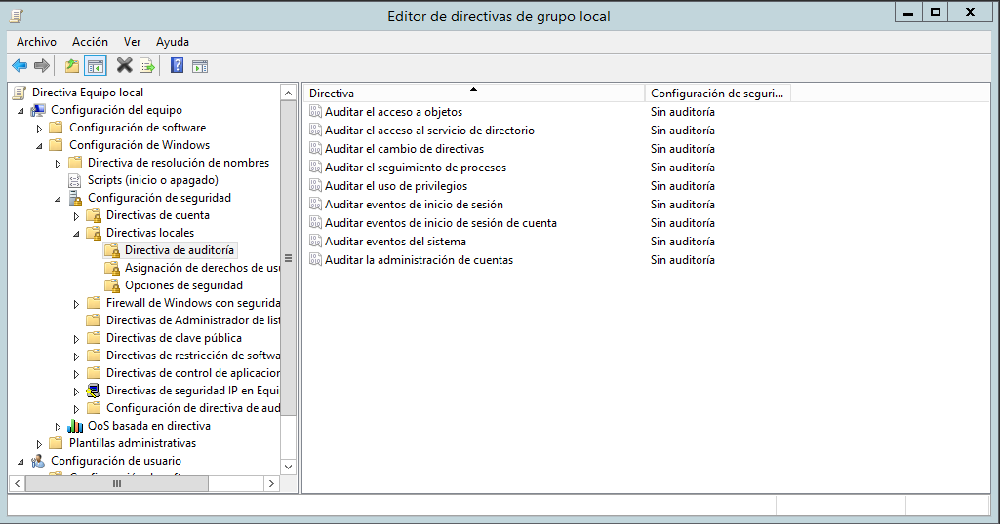 Editor de directivas de grupo local
Archivo Acción Ver Ayuda
Directiva Equipo local
Configuración del equipo
Configuración de software
Configuración de Windows
Directiva de resolución de nombres
Scripts (inicio o apagado)
Configuración de seguridad
Directivas de cuenta
Directivas locales
Directiva de auditoría
Asignación de derechos de
Opciones de seguridad
Firewall de Windows con segurida
Directivas de Administrador de list
Directivas de clave pública
Directivas de restricción de softwa
Directivas de control de aplicacion
Directivas de seguridad IP en Equi
Configuración de directiva de aud
QoS basada en directiva
Plantillas administrativas
Configuración de usuario
Directiva Configuración de seguri...
Auditar el acceso a objetos Sin auditoría
Auditar el acceso al servicio de directorio Sin auditoría
Auditar el cambio de directivas Sin auditoría
Auditar el seguimiento de procesos Sin auditoría
Auditar el uso de privilegios Sin auditoría
Auditar eventos de inicio de sesión Sin auditoría
Auditar eventos de inicio de sesión de cuenta Sin auditoría
Auditar eventos del sistema Sin auditoría
Auditar la administración de cuentas Sin auditoría